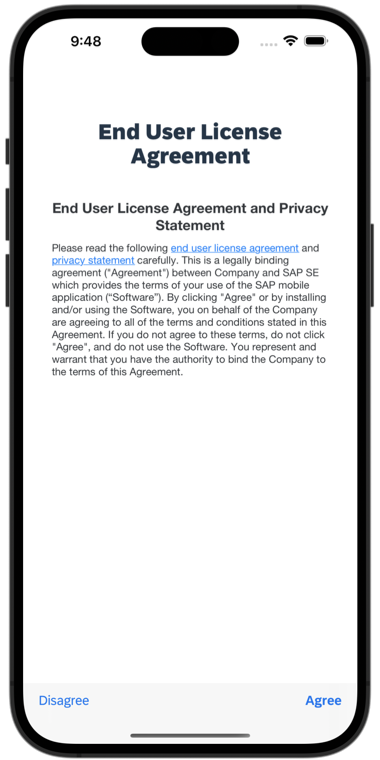 9:48
End User License
Agreement
End User License Agreement and Privacy
Statement
Please read the following end user license agreement and
privacy statement carefully. This is a legally binding
agreement ("Agreement") between Company and SAP SE
which provides the terms of your use of the SAP mobile
application (“Software”). By clicking "Agree" or by installing
and/or using the Software, you on behalf of the Company
are agreeing to all of the terms and conditions stated in this
Agreement. If you do not agree to these terms, do not click
"Agree", and do not use the Software. You represent and
warrant that you have the authority to bind the Company to
the terms of this Agreement.
Disagree Agree